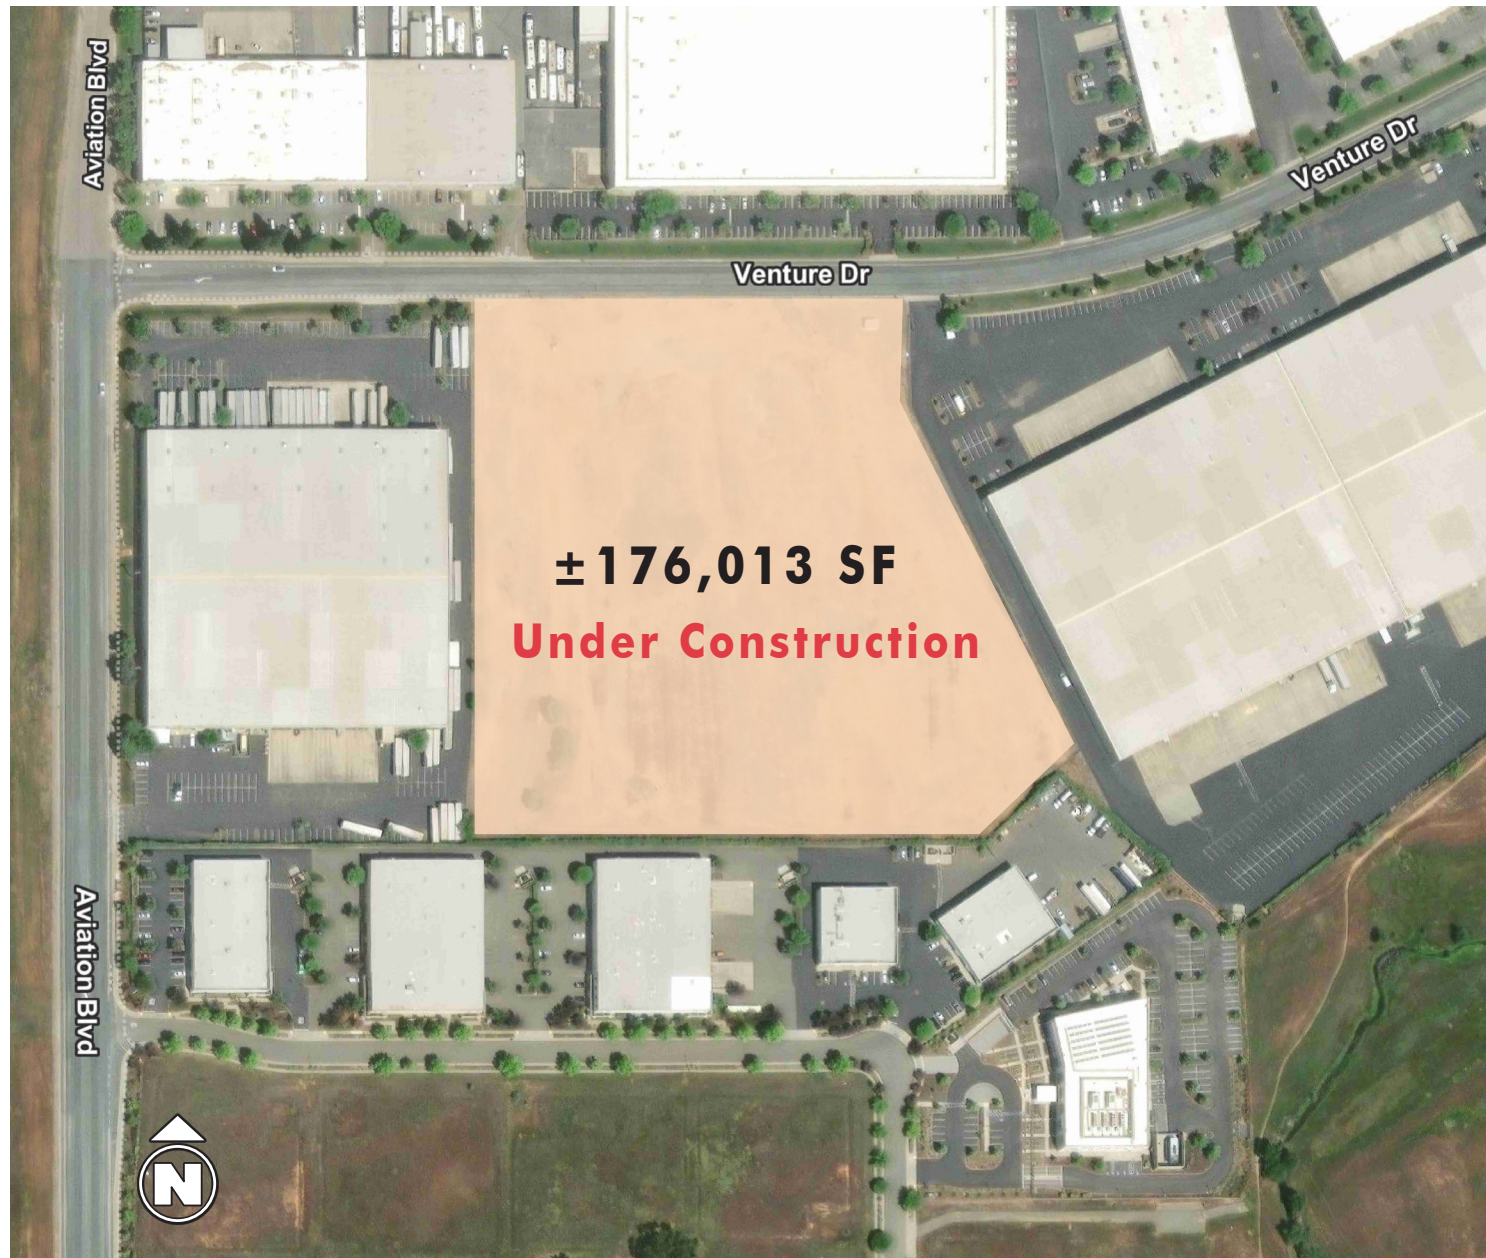 Aviation Blvd
Venture Dr
Venture Dr
±176,013 SF
Under Construction
Aviation Blvd
N